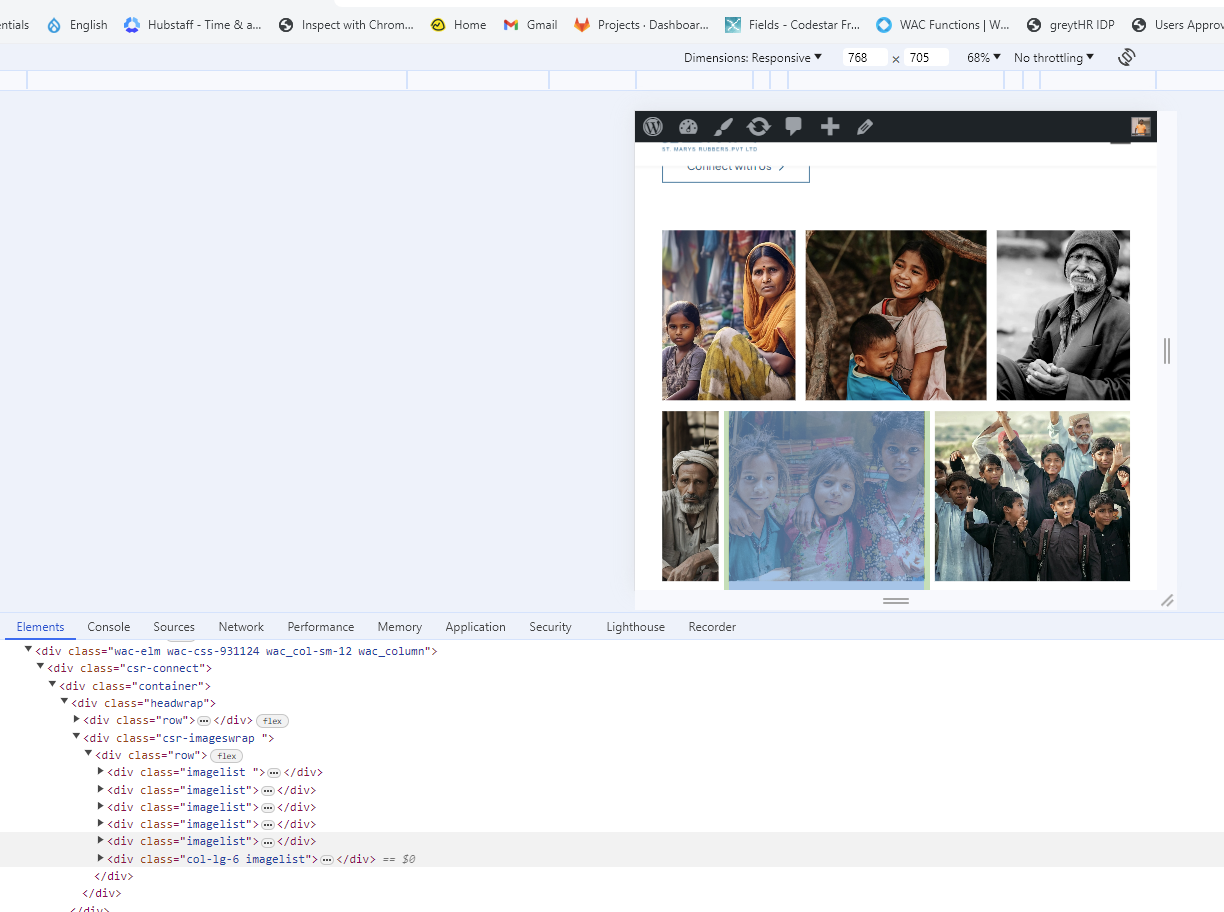 entials English Hubstaff - Time & a... Inspect with Chrom... Home Gmail Projects · Dashboar... Fields - Codestar Fr... WAC Functions | W... greytHR IDP Users Approv
Dimensions: Responsive 768 × 705 68% No throttling
ST. MARYS RUBBERS PVT LTD
Connect with Us
Elements Console Sources Network Performance Memory Application Security Lighthouse Recorder
<div class="wac-elm wac-css-931124 wac_col-sm-12 wac_column">
<div class="csr-connect">
<div class="container">
<div class="headwrap">
<div class="row">…</div> flex
<div class="csr-imageswrap ">
<div class="row"> flex
<div class="imagelist ">…</div>
<div class="imagelist">…</div>
<div class="imagelist">…</div>
<div class="imagelist">…</div>
<div class="imagelist">…</div>
<div class="col-lg-6 imagelist">…</div> == $0
</div>
</div>
</div>